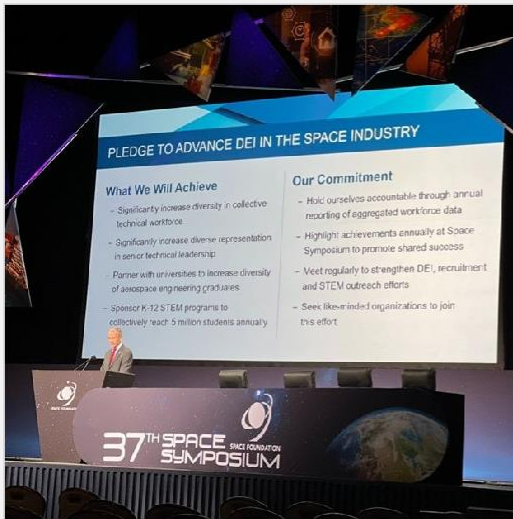 PLEDGE TO ADVANCE DEI IN THE SPACE INDUSTRY
What We Will Achieve
– Significantly increase diversity in collective
technical workforce
– Significantly increase diverse representation
in senior technical leadership
– Partner with universities to increase diversity
of aerospace engineering graduates
– Sponsor K-12 STEM programs to
collectively reach 5 million students annually
Our Commitment
– Hold ourselves accountable through annual
reporting of aggregated workforce data
– Highlight achievements annually at Space
Symposium to promote shared success
– Meet regularly to strengthen DEI, recruitment
and STEM outreach efforts
– Seek like-minded organizations to join
this effort
SPACE FOUNDATION
37TH SPACE
SYMPOSIUM
SPACE FOUNDATION